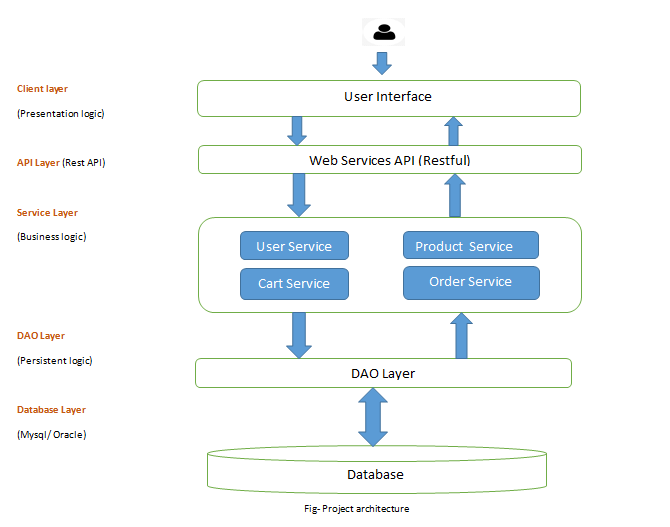 Client layer
User Interface
(Presentation logic)
API Layer (Rest API)
Web Services API (Restful)
Service Layer
(Business logic)
User Service
Product Service
Cart Service
Order Service
DAO Layer
(Persistent logic)
DAO Layer
Database Layer
(Mysql/ Oracle)
Database
Fig- Project architecture